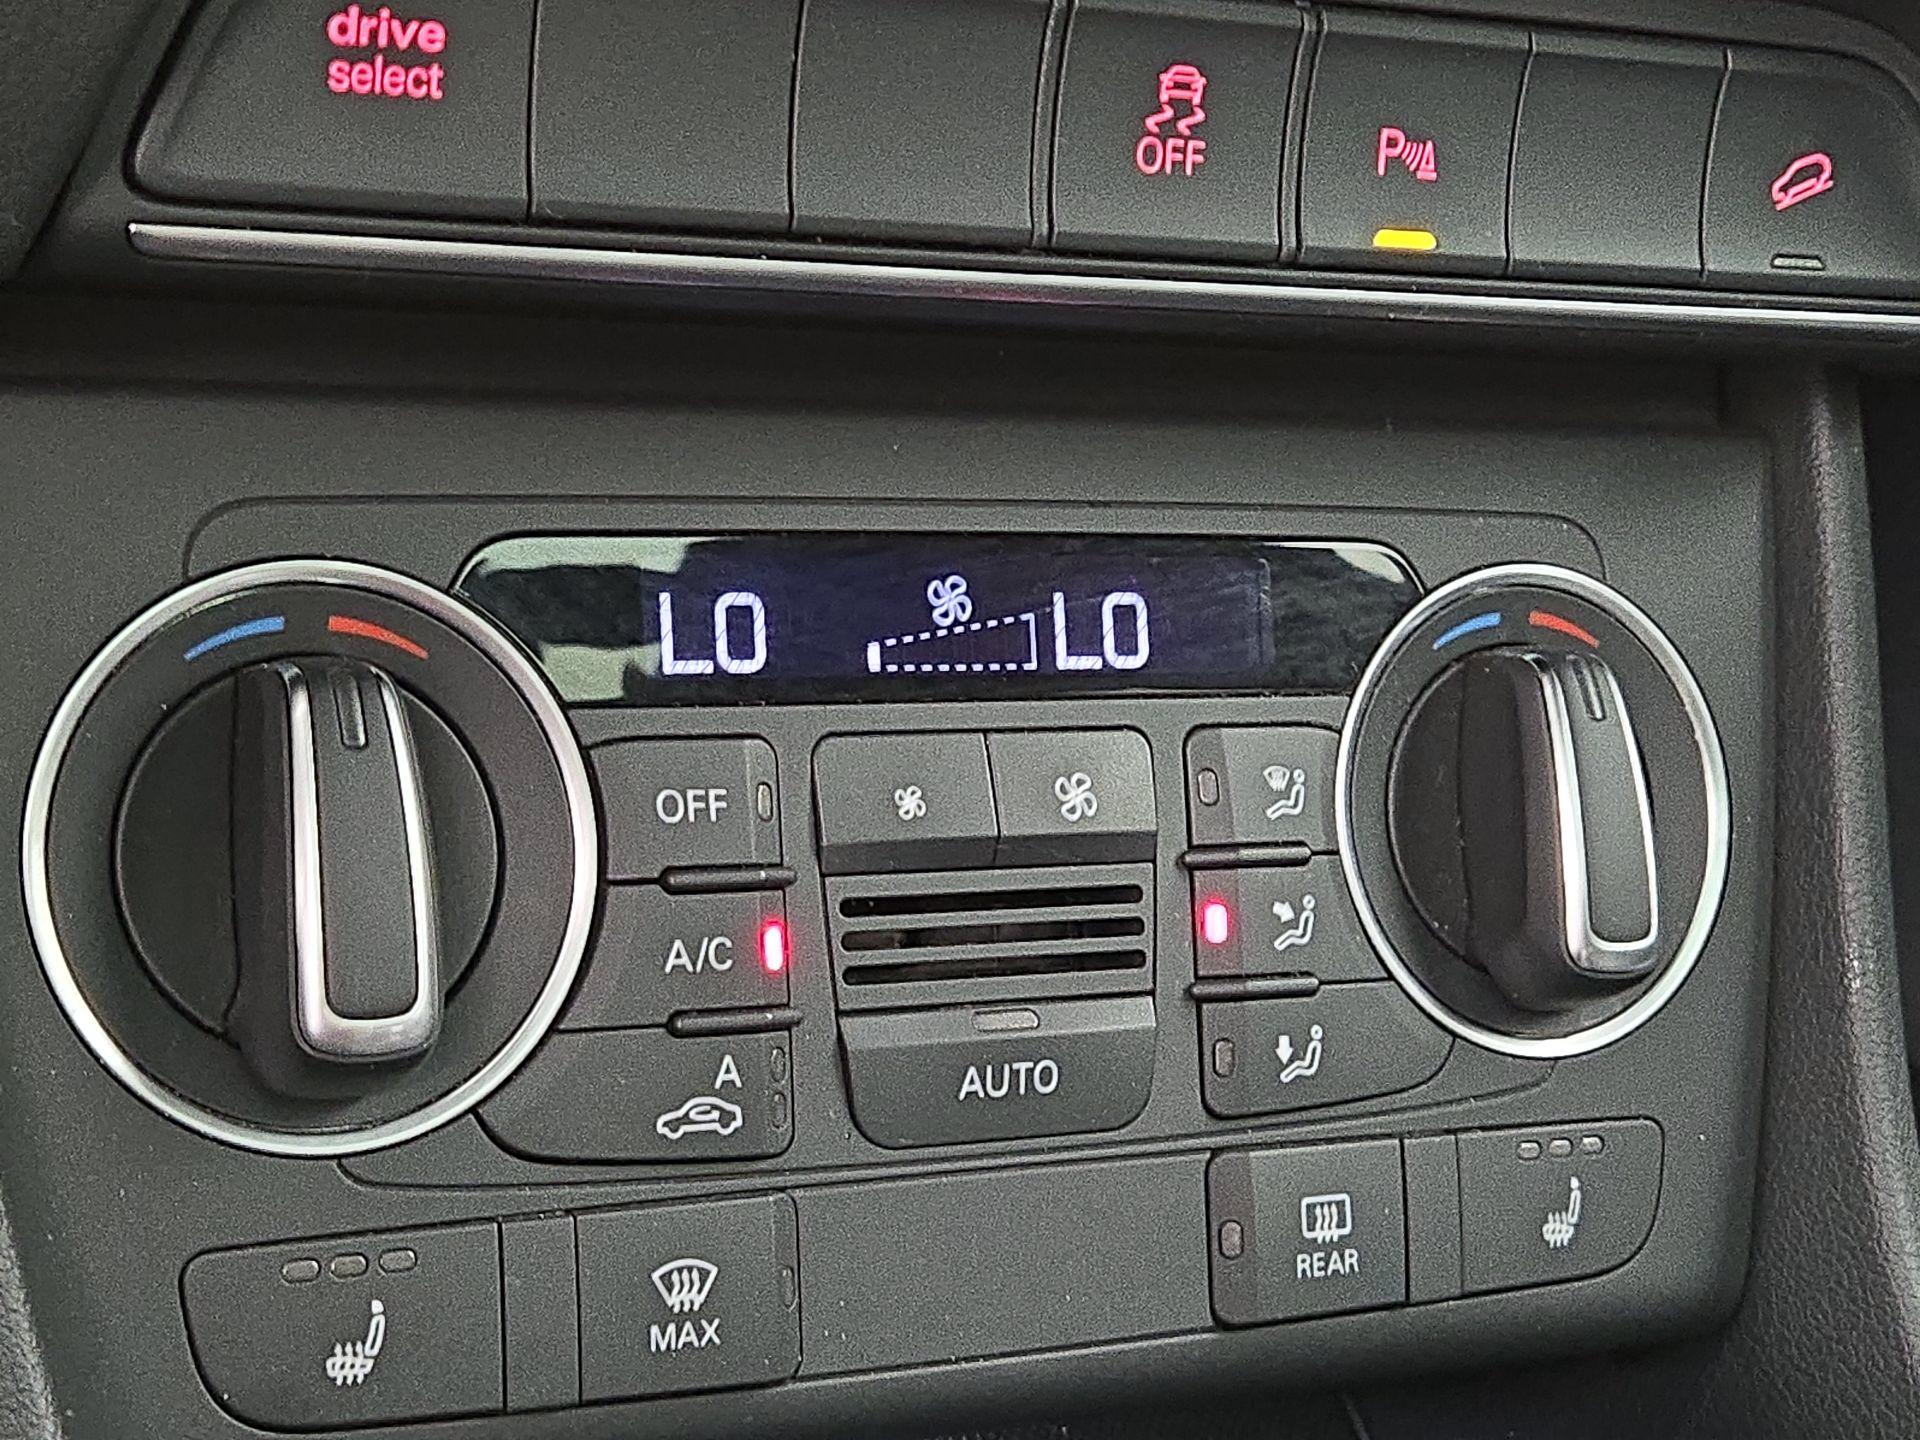 drive
select
OFF
P
LO LO
OFF
A/C
A
AUTO
MAX
REAR